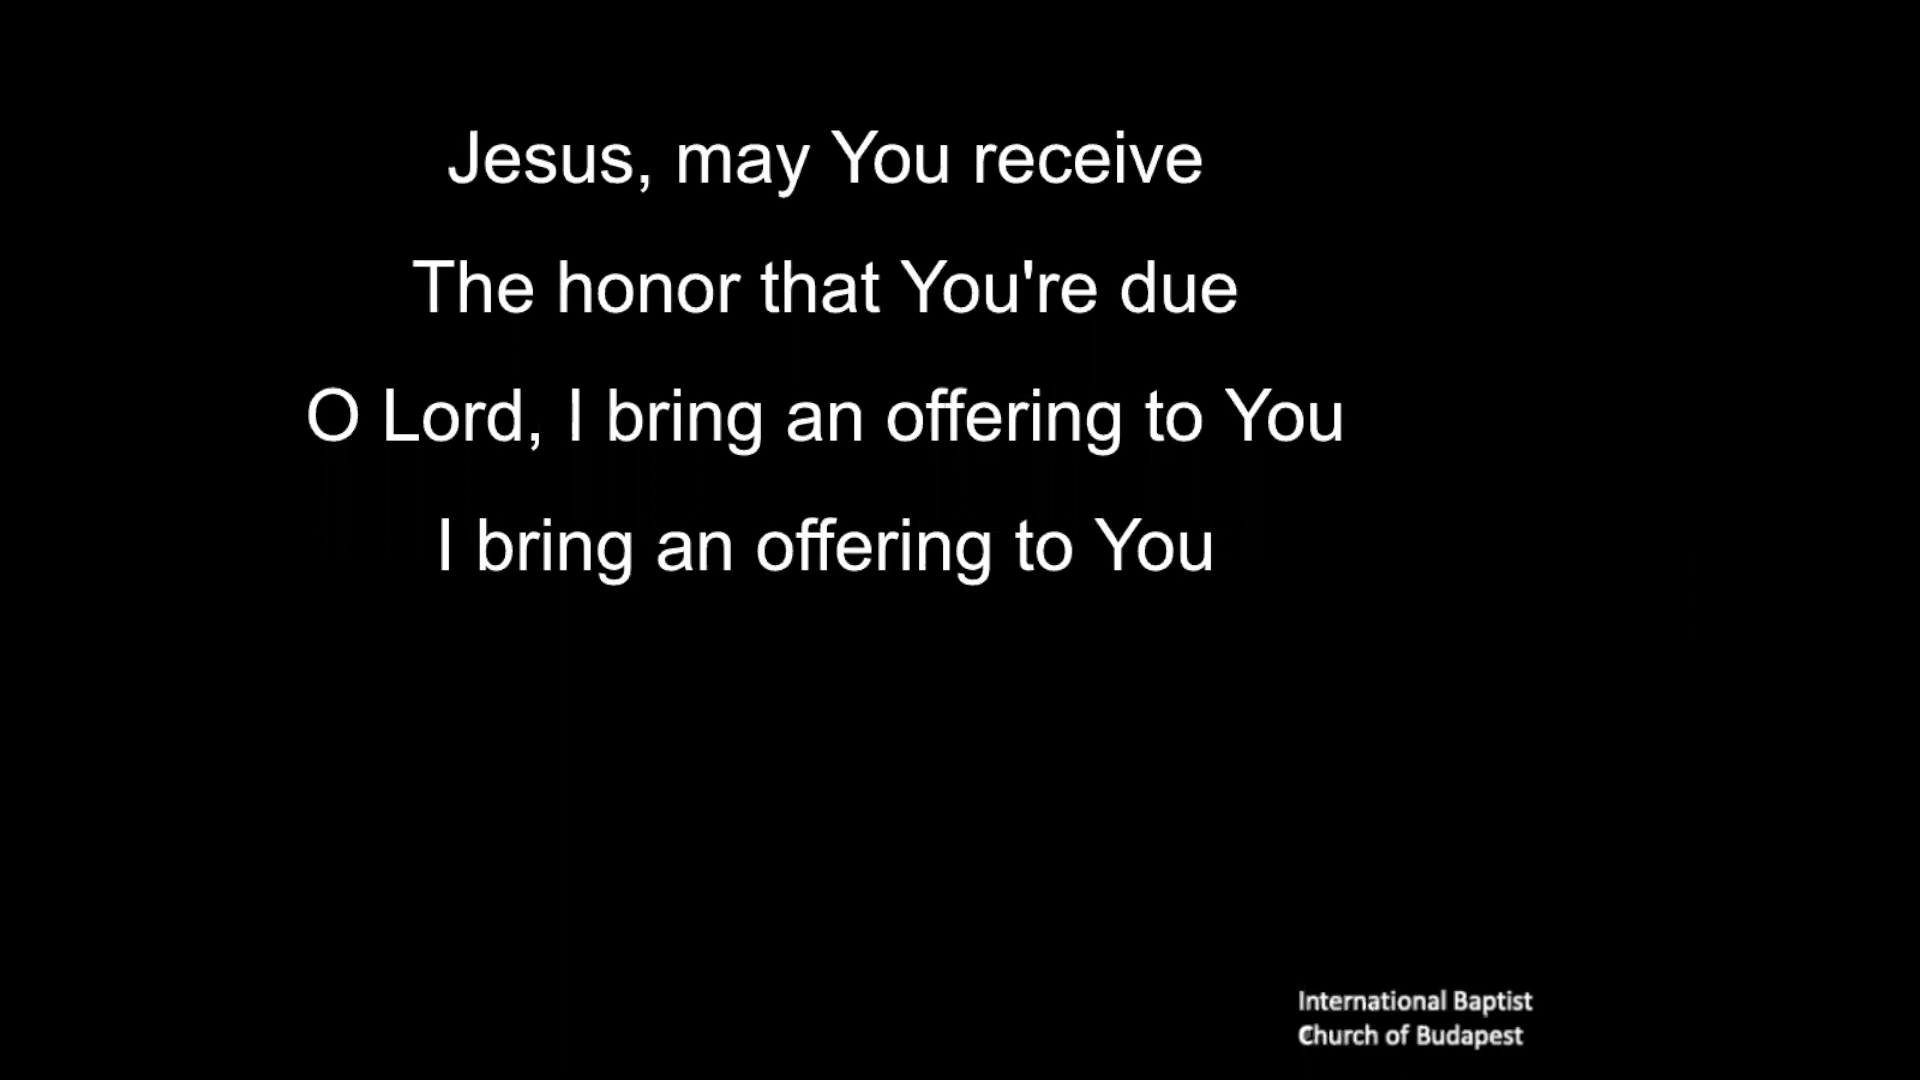 Jesus, may You receive
The honor that You're due
O Lord, I bring an offering to You
I bring an offering to You
International Baptist
Church of Budapest